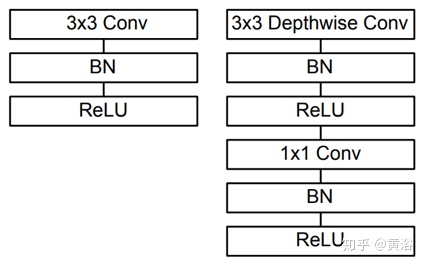 3x3 Conv
BN
ReLU
3x3 Depthwise Conv
BN
ReLU
1x1 Conv
BN
ReLU
知乎 @黄浴